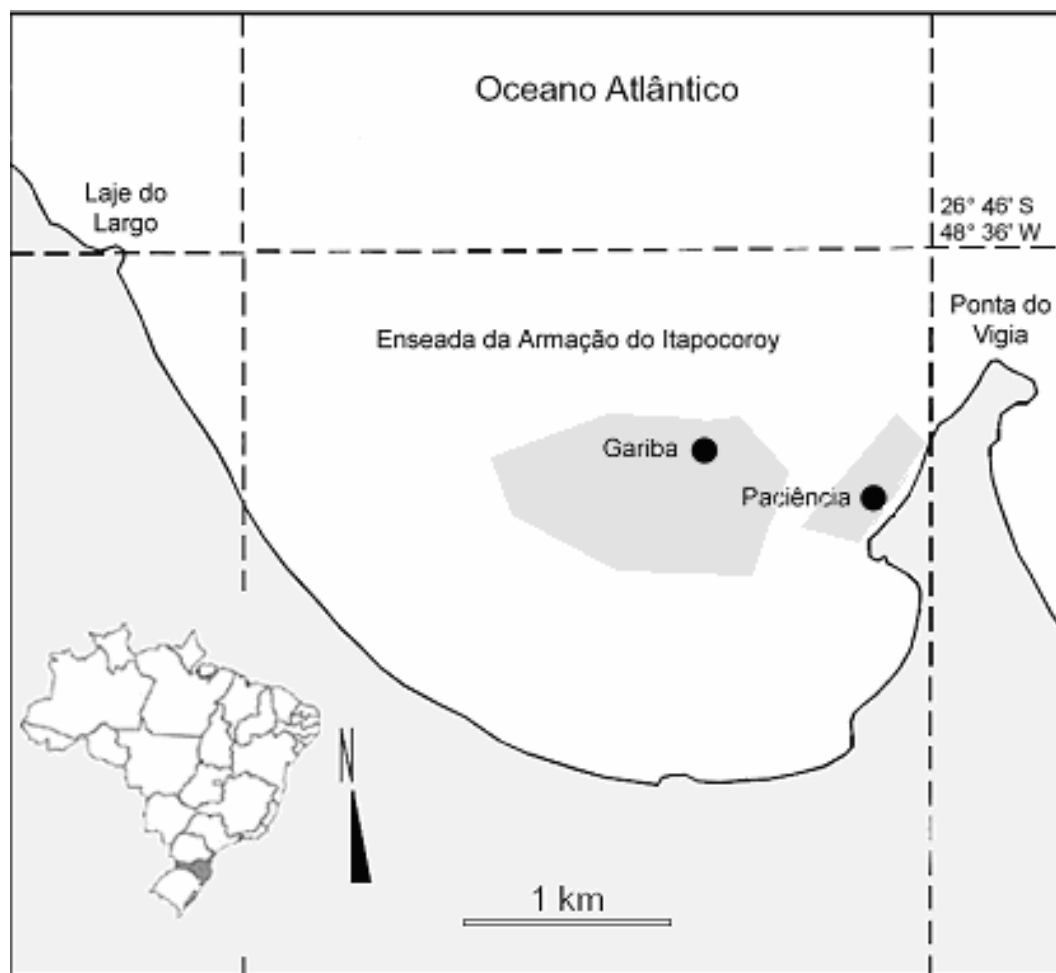 Oceano Atlântico
Laje do
Largo
26° 46' S
48° 36' W
Ponta do
Vigia
Enseada da Armação do Itapocoroy
Gariba
Paciência
N
1 km